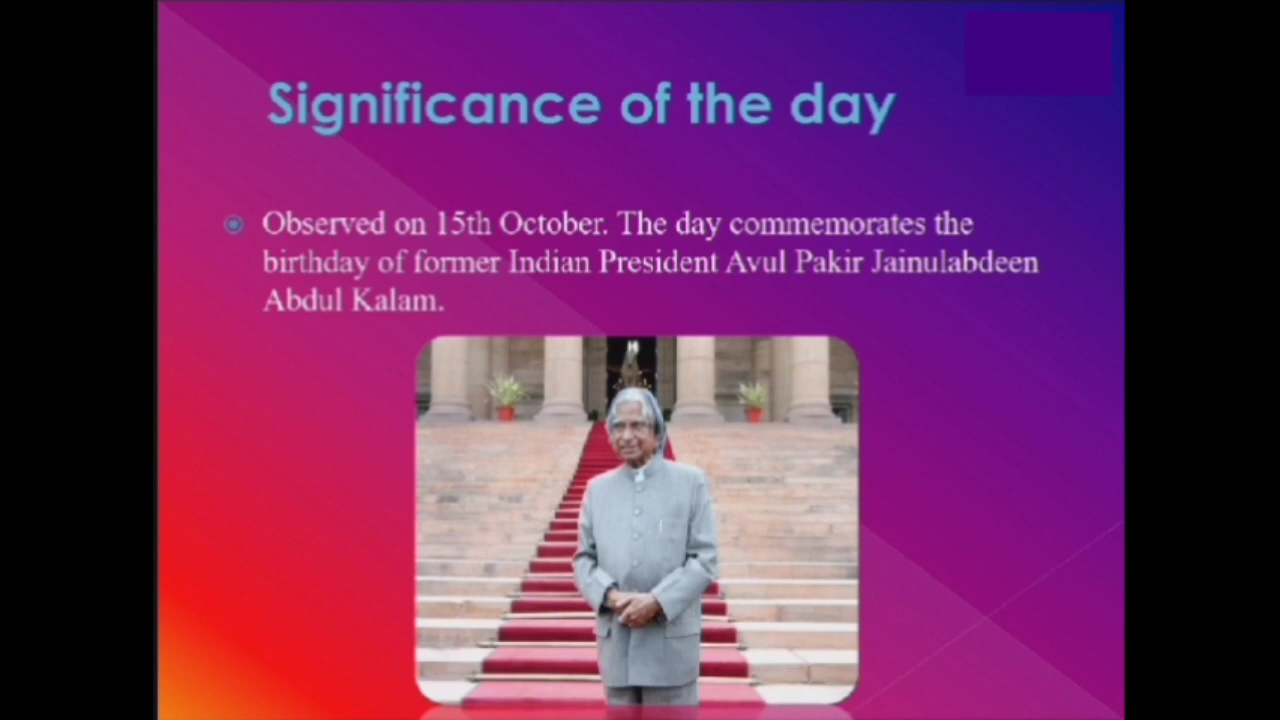 Significance of the day
Observed on 15th October. The day commemorates the
birthday of former Indian President Avul Pakir Jainulabdeen
Abdul Kalam.